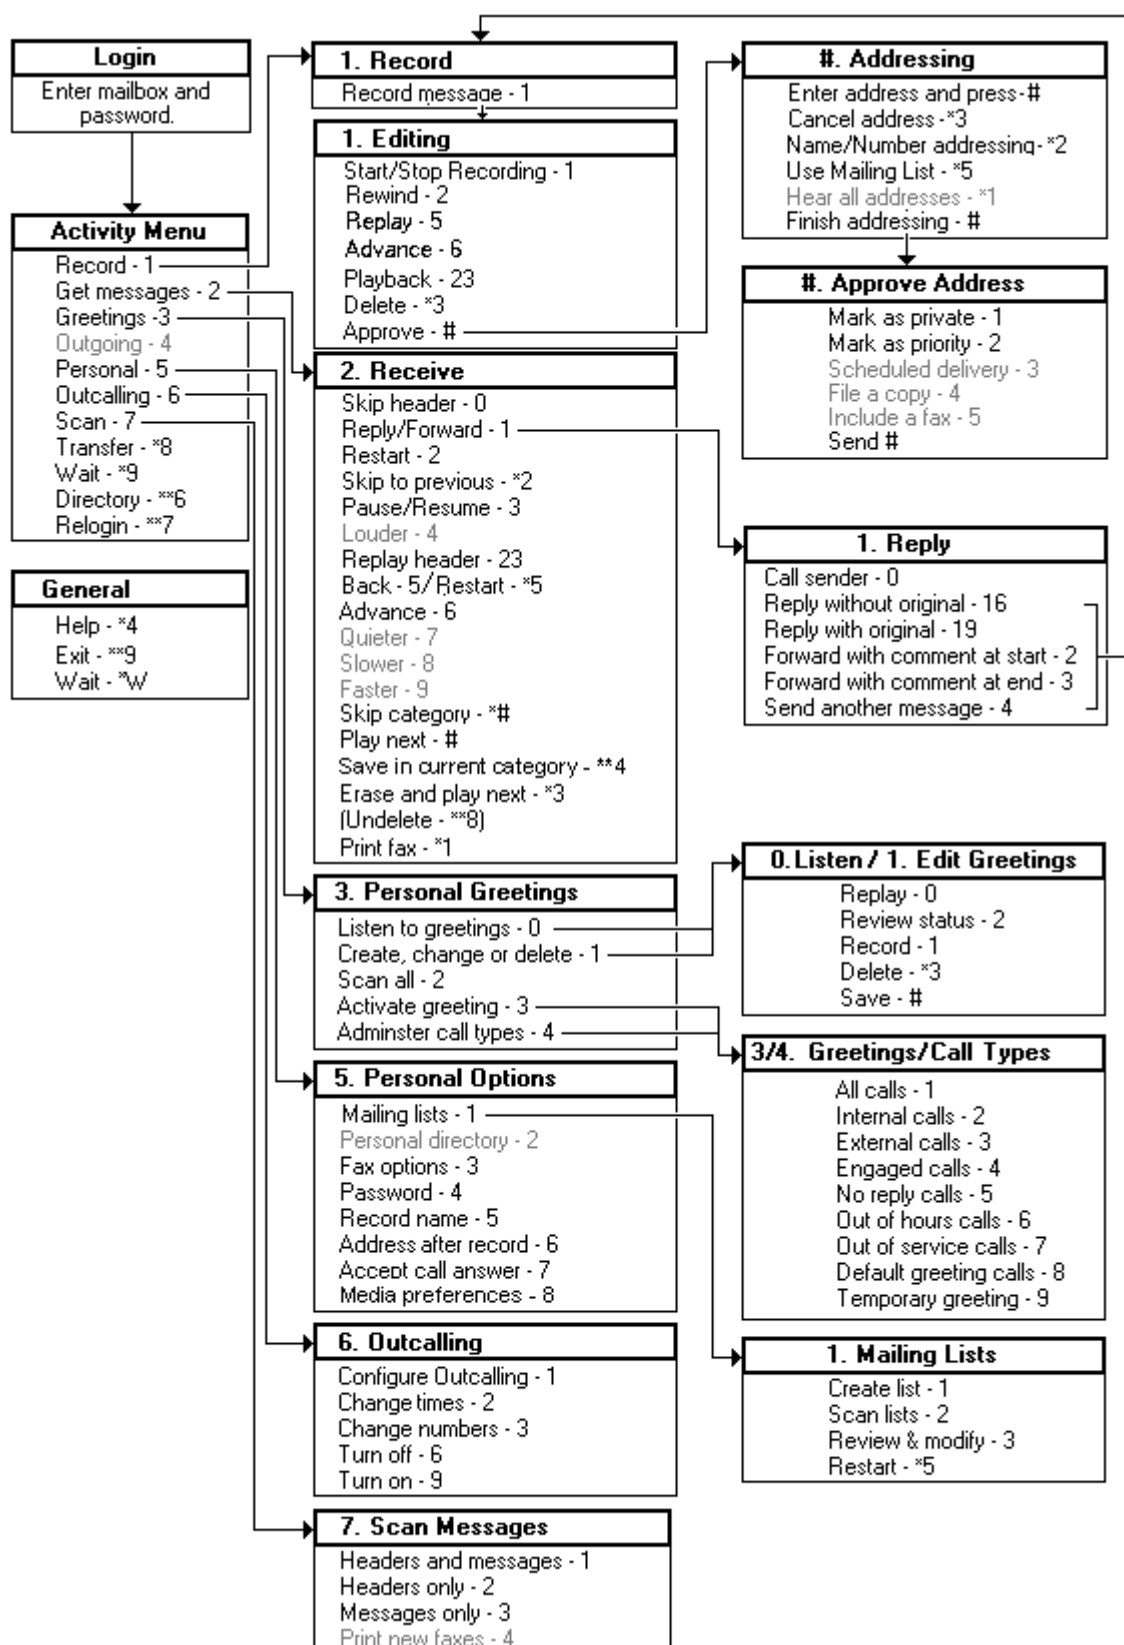 Login
Enter mailbox and
password.
Activity Menu
Record - 1
Get messages - 2
Greetings -3
Outgoing - 4
Personal - 5
Outcalling - 6
Scan - 7
Transfer - *8
Wait - *9
Directory - **6
Relogin - **7
General
Help - *4
Exit - **9
Wait - *W
1. Record
Record message - 1
1. Editing
Start/Stop Recording - 1
Rewind - 2
Replay - 5
Advance - 6
Playback - 23
Delete - *3
Approve - #
2. Receive
Skip header - 0
Reply/Forward - 1
Restart - 2
Skip to previous - *2
Pause/Resume - 3
Louder - 4
Replay header - 23
Back - 5/Restart - *5
Advance - 6
Quieter - 7
Slower - 8
Faster - 9
Skip category - *#
Play next - #
Save in current category - **4
Erase and play next - *3
(Undelete - **8)
Print fax - *1
3. Personal Greetings
Listen to greetings - 0
Create, change or delete - 1
Scan all - 2
Activate greeting - 3
Adminster call types - 4
5. Personal Options
Mailing lists - 1
Personal directory - 2
Fax options - 3
Password - 4
Record name - 5
Address after record - 6
Accept call answer - 7
Media preferences - 8
6. Outcalling
Configure Outcalling - 1
Change times - 2
Change numbers - 3
Turn off - 6
Turn on - 9
7. Scan Messages
Headers and messages - 1
Headers only - 2
Messages only - 3
Print new faxes - 4
#. Addressing
Enter address and press-#
Cancel address -*3
Name/Number addressing- *2
Use Mailing List - *5
Hear all addresses - *1
Finish addressing - #
#. Approve Address
Mark as private - 1
Mark as priority - 2
Scheduled delivery - 3
File a copy - 4
Include a fax - 5
Send #
1. Reply
Call sender - 0
Reply without original - 16
Reply with original - 19
Forward with comment at start - 2
Forward with comment at end - 3
Send another message - 4
0. Listen / 1. Edit Greetings
Replay - 0
Review status - 2
Record - 1
Delete - *3
Save - #
3/4. Greetings/Call Types
All calls - 1
Internal calls - 2
External calls - 3
Engaged calls - 4
No reply calls - 5
Out of hours calls - 6
Out of service calls - 7
Default greeting calls - 8
Temporary greeting - 9
1. Mailing Lists
Create list - 1
Scan lists - 2
Review & modify - 3
Restart - *5